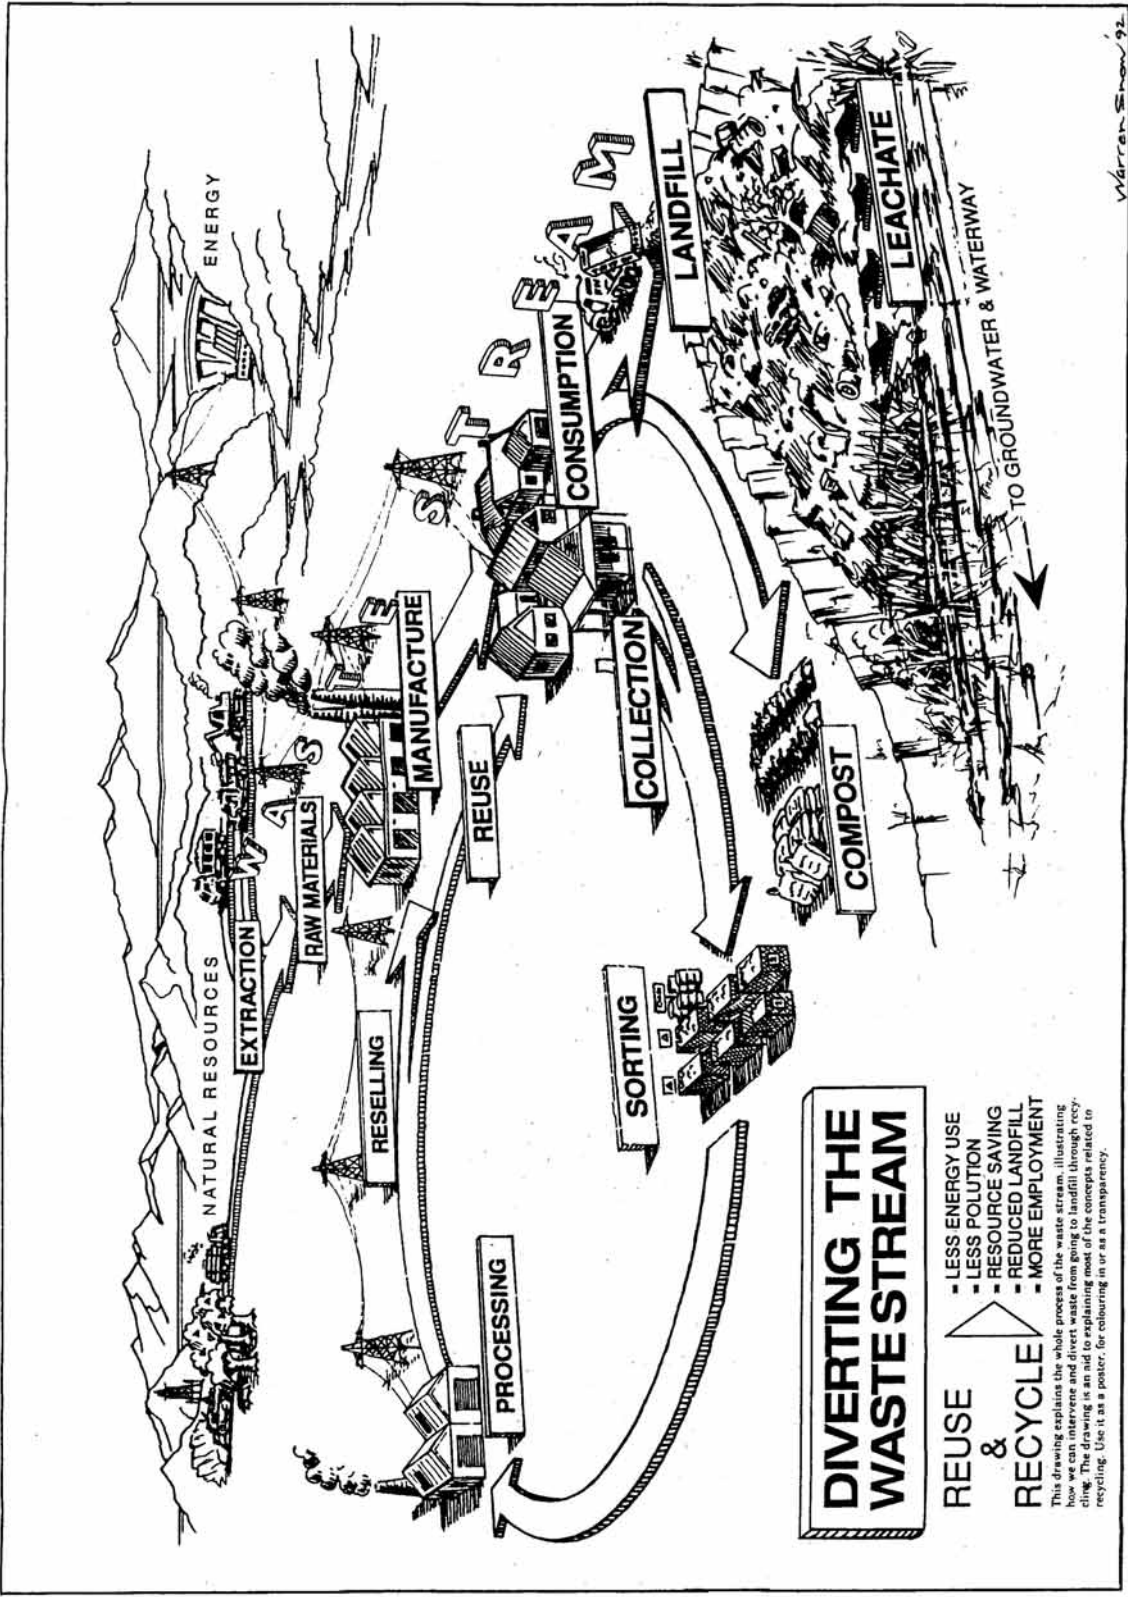 NATURAL RESOURCES
ENERGY
EXTRACTION
RAW MATERIALS
WASTE STREAM
MANUFACTURE
RESELLING
REUSE
CONSUMPTION
PROCESSING
COLLECTION
LANDFILL
SORTING
COMPOST
LEACHATE
TO GROUNDWATER & WATERWAY
DIVERTING THE
WASTE STREAM
REUSE
&
RECYCLE
- LESS ENERGY USE
- LESS POLUTION
- RESOURCE SAVING
- REDUCED LANDFILL
- MORE EMPLOYMENT
This drawing explains the whole process of the waste stream, illustrating
how we can intervene and divert waste from going to landfill through recy-
cling. The drawing is an aid to explaining most of the concepts related to
recycling. Use it as a poster, for colouring in or as a transparency.
Warren Snow '92